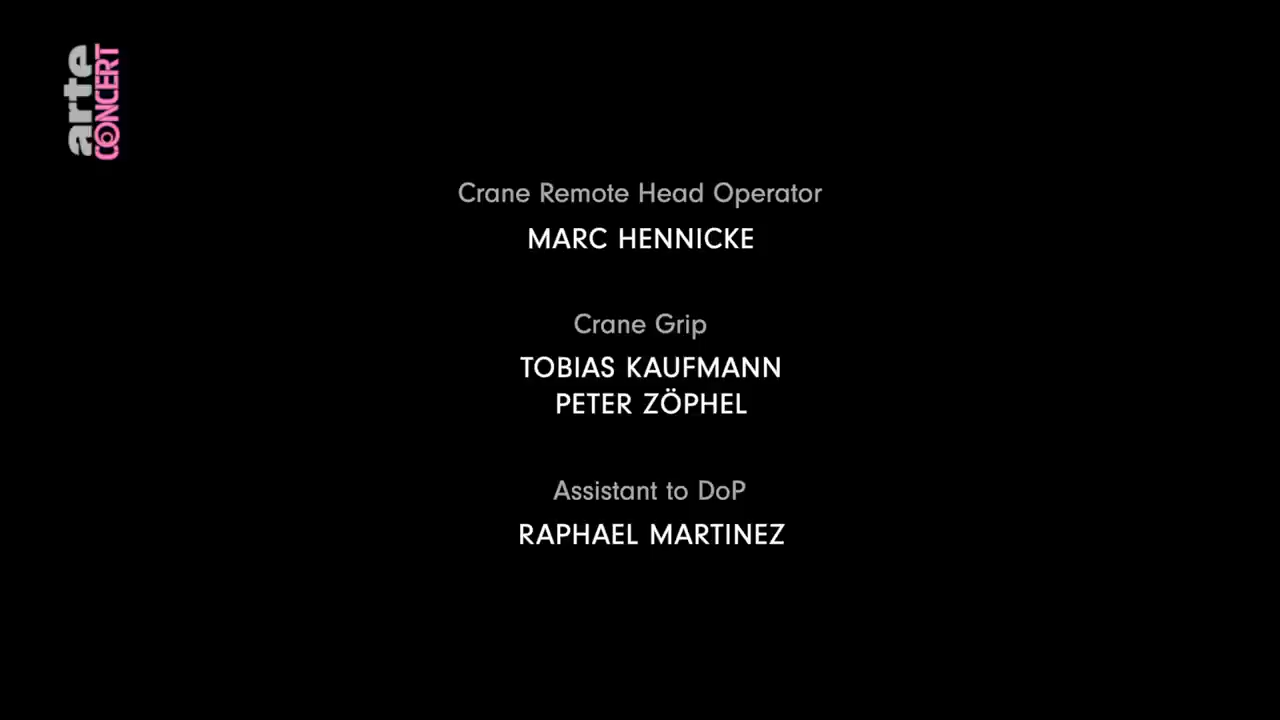 arte
CONCERT
Crane Remote Head Operator
MARC HENNICKE
Crane Grip
TOBIAS KAUFMANN
PETER ZÖPHEL
Assistant to DoP
RAPHAEL MARTINEZ